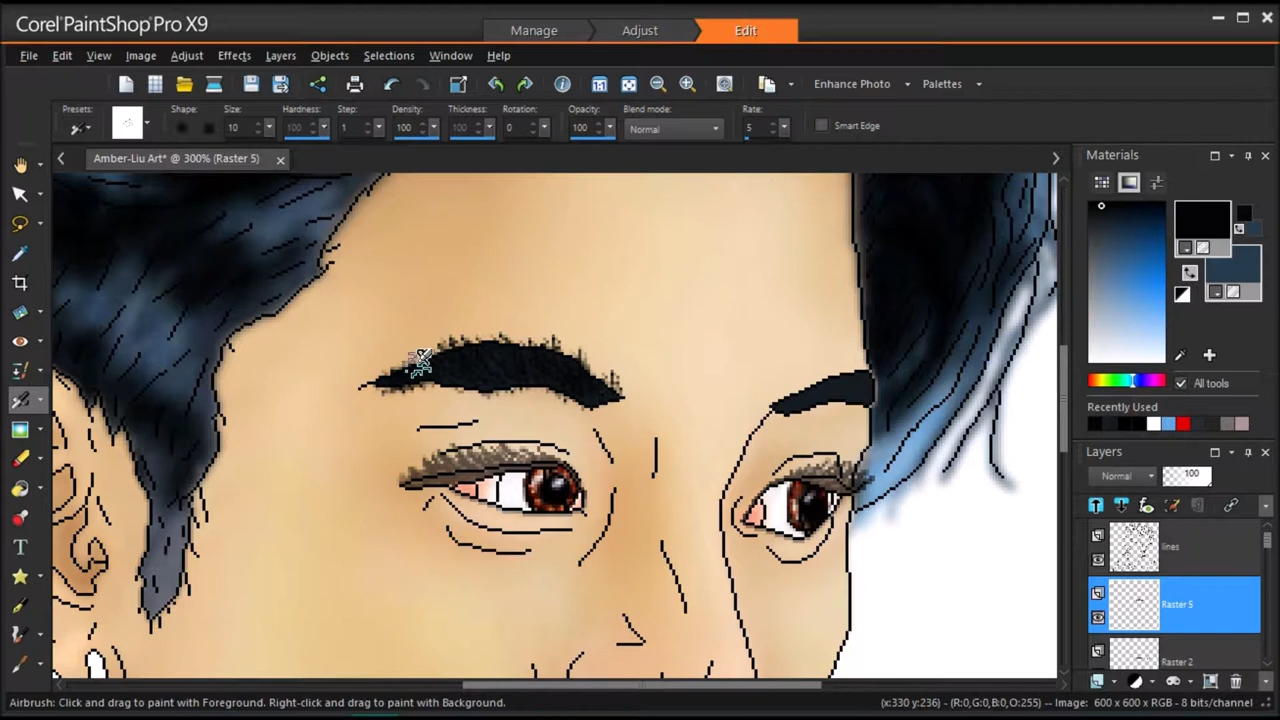 Corel PaintShop Pro X9
Manage
Adjust
Edit
File
Edit
View
Image
Adjust
Effects
Layers
Objects
Selections
Window
Help
Enhance Photo
Palettes
Presets:
Shape:
Size:
Hardness:
Step:
Density:
Thickness:
Rotation:
Opacity:
Blend mode:
Rate:
10
100
1
100
100
0
100
Normal
5
Smart Edge
Amber-Liu Art* @ 300% (Raster 5)
Materials
All tools
Recently Used
Layers
Normal
100
lines
Raster 5
Raster 2
Airbrush: Click and drag to paint with Foreground. Right-click and drag to paint with Background.
(x:330 y:236) -- (R:0,G:0,B:0,O:255) -- Image: 600 x 600 x RGB - 8 bits/channel